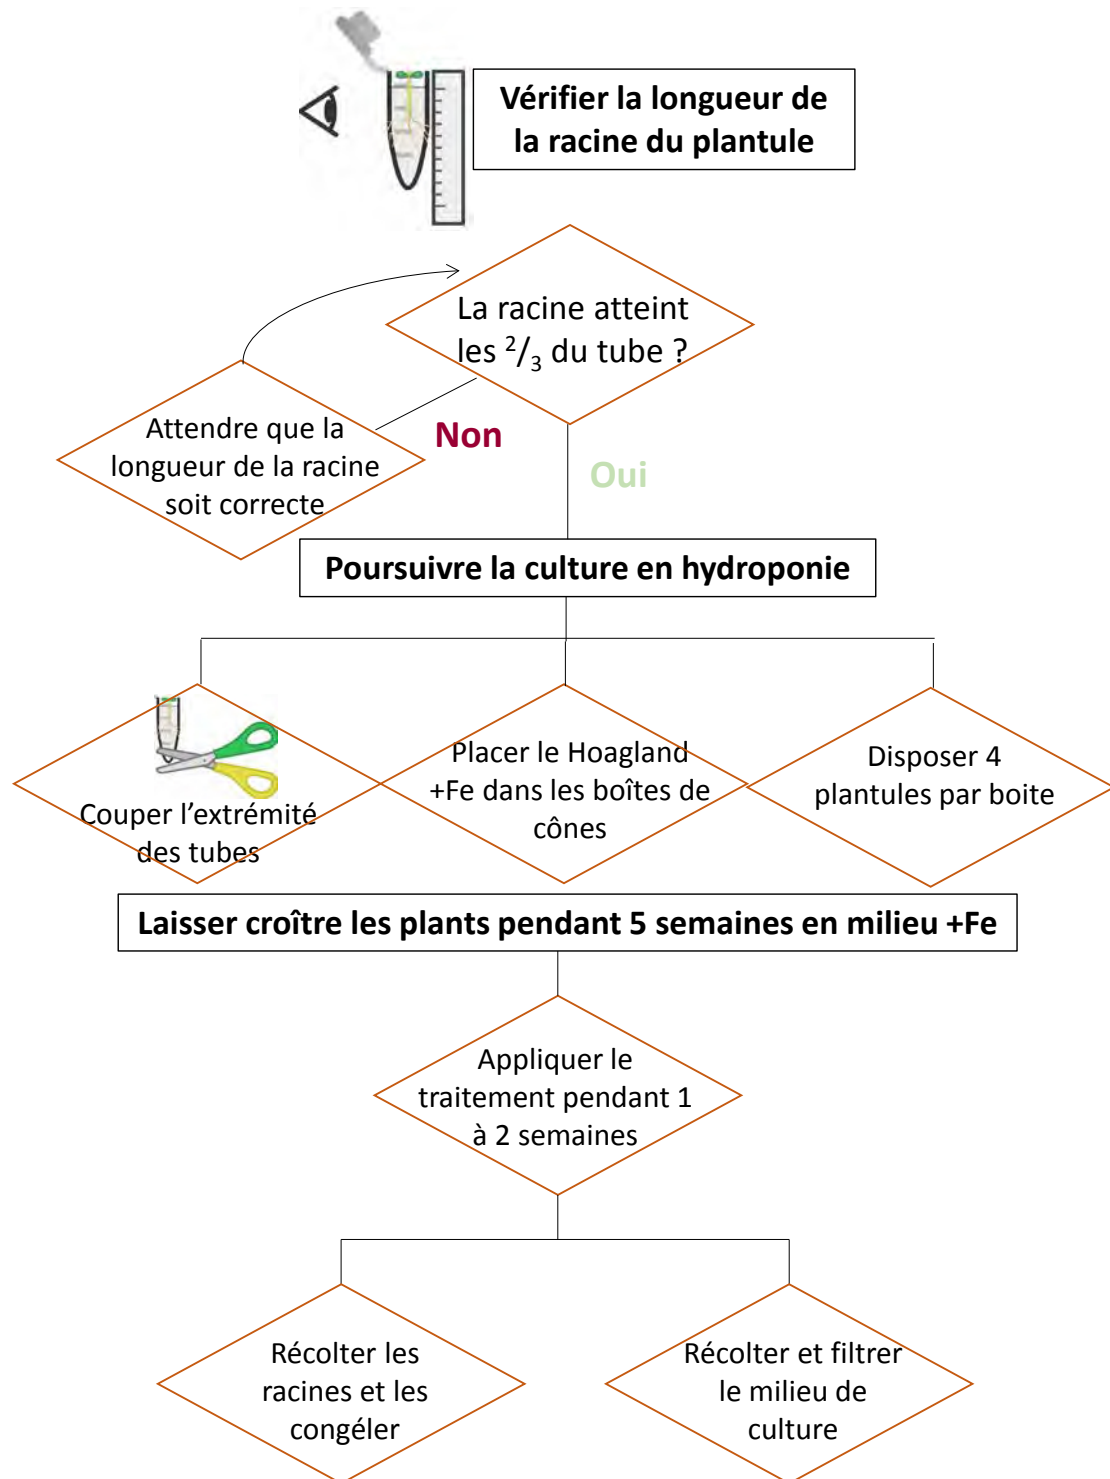 Vérifier la longueur de
la racine du plantule
La racine atteint
les 2/3 du tube ?
Attendre que la
longueur de la racine
soit correcte
Non
Oui
Poursuivre la culture en hydroponie
Couper l’extrémité
des tubes
Placer le Hoagland
+Fe dans les boîtes de
cônes
Disposer 4
plantules par boite
Laisser croître les plants pendant 5 semaines en milieu +Fe
Appliquer le
traitement pendant 1
à 2 semaines
Récolter les
racines et les
congéler
Récolter et filtrer
le milieu de
culture